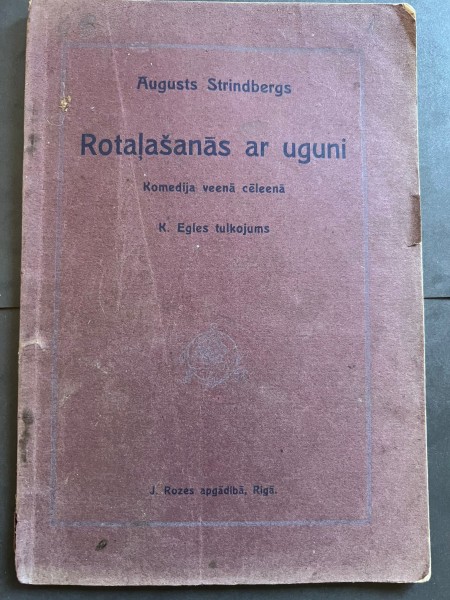 Augusts Strindbergs
Rotaļašanās ar uguni
Komedija veenā cēleenā
K. Egles tulkojums
J. Rozes apgādibā, Rigā.